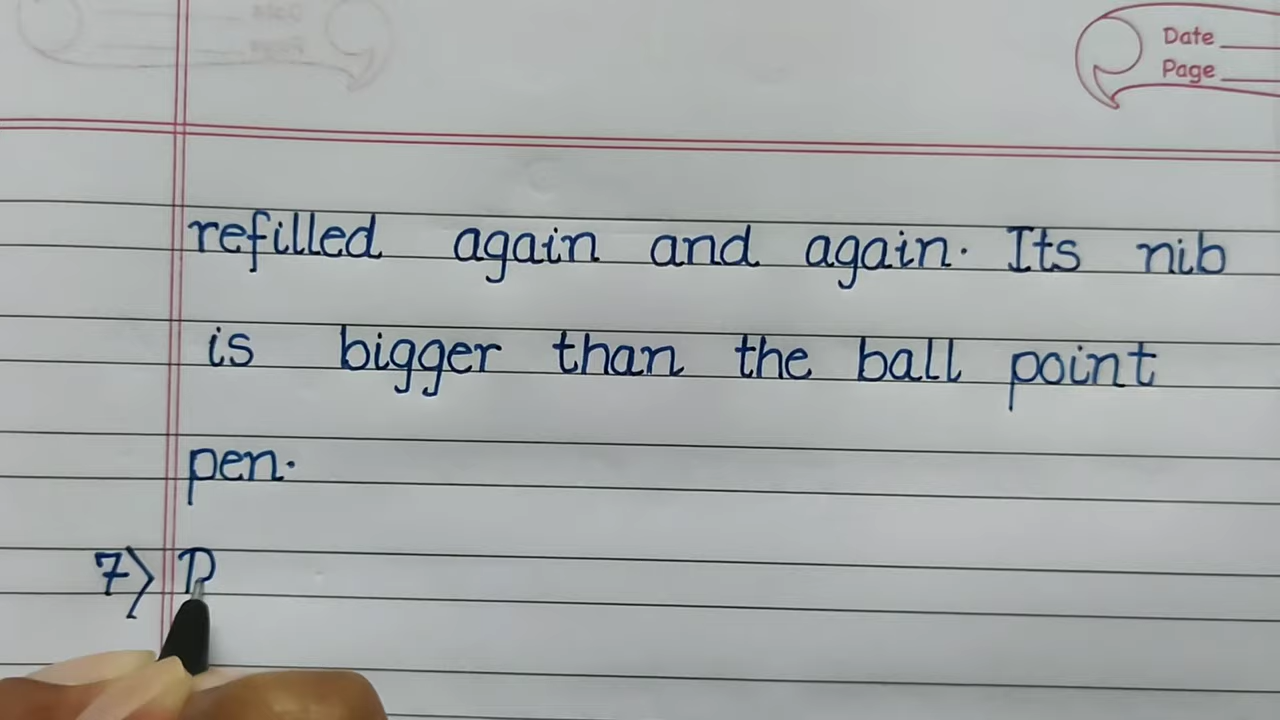 Date
Page
refilled again and again. Its nib
is bigger than the ball point
pen.
7)